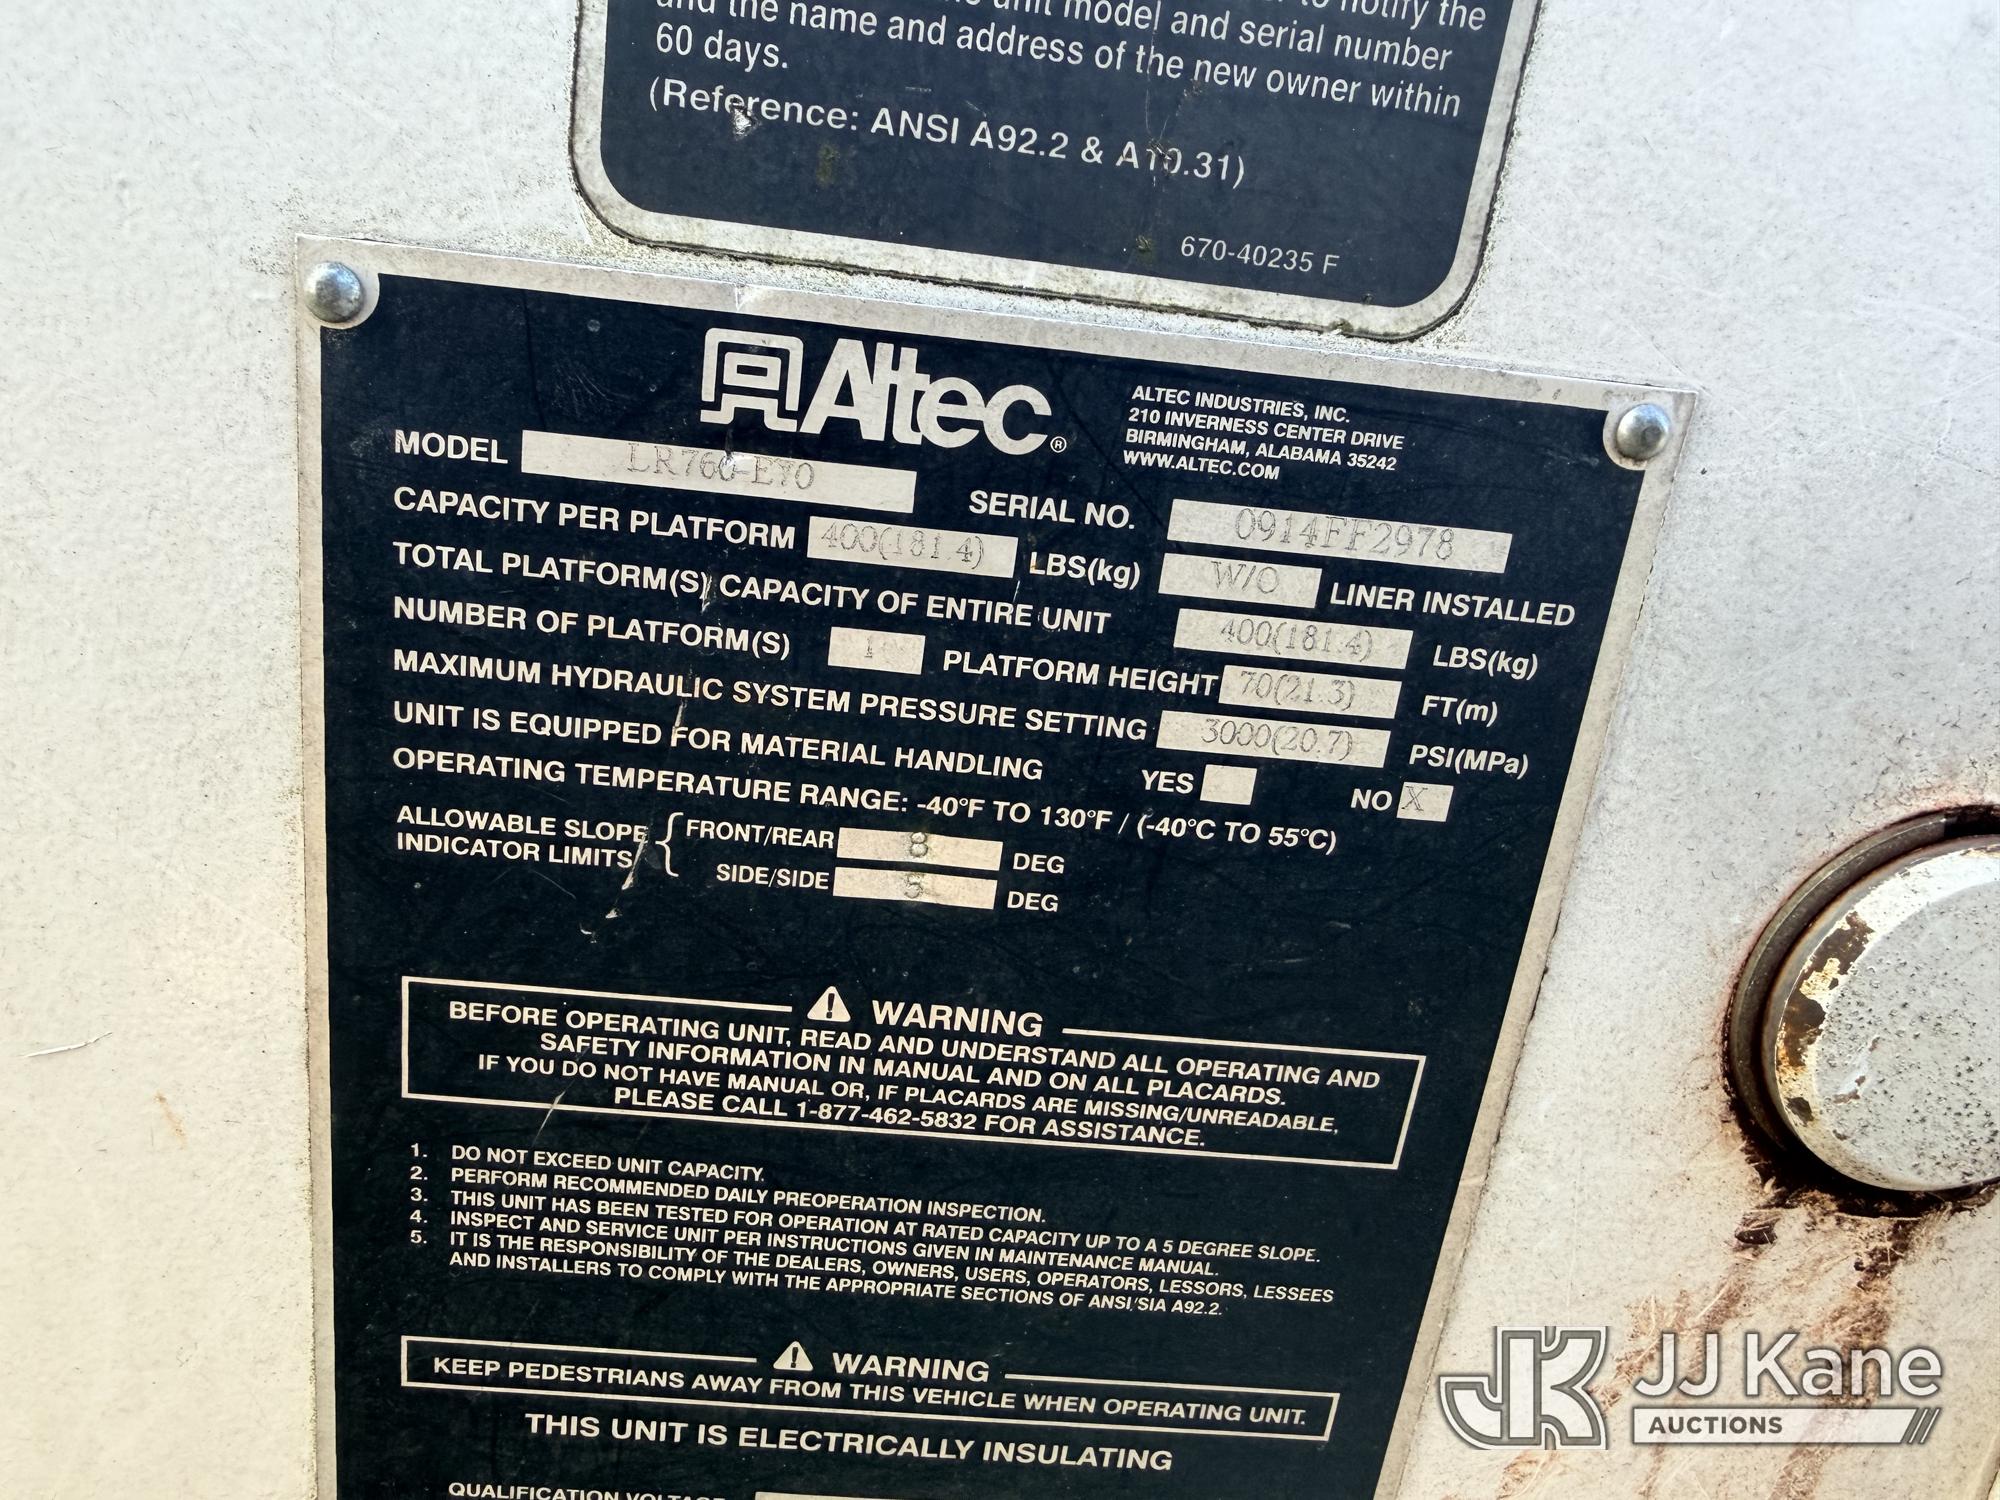 to notify the
unit model and serial number
and the name and address of the new owner within
60 days.
(Reference: ANSI A92.2 & A10.31)
670-40235 F
Altec®
ALTEC INDUSTRIES, INC.
210 INVERNESS CENTER DRIVE
BIRMINGHAM, ALABAMA 35242
WWW.ALTEC.COM
MODEL LR760-E70 SERIAL NO. 0914FF2978
CAPACITY PER PLATFORM 400(181.4) LBS(kg) W/O LINER INSTALLED
TOTAL PLATFORM(S) CAPACITY OF ENTIRE UNIT 400(181.4) LBS(kg)
NUMBER OF PLATFORM(S) 1 PLATFORM HEIGHT 70(21.3) FT(m)
MAXIMUM HYDRAULIC SYSTEM PRESSURE SETTING 3000(20.7) PSI(MPa)
UNIT IS EQUIPPED FOR MATERIAL HANDLING YES NO X
OPERATING TEMPERATURE RANGE: -40°F TO 130°F / (-40°C TO 55°C)
ALLOWABLE SLOPE INDICATOR LIMITS { FRONT/REAR 8 DEG
SIDE/SIDE 5 DEG
WARNING
BEFORE OPERATING UNIT, READ AND UNDERSTAND ALL OPERATING AND
SAFETY INFORMATION IN MANUAL AND ON ALL PLACARDS.
IF YOU DO NOT HAVE MANUAL OR, IF PLACARDS ARE MISSING/UNREADABLE,
PLEASE CALL 1-877-462-5832 FOR ASSISTANCE.
1. DO NOT EXCEED UNIT CAPACITY.
2. PERFORM RECOMMENDED DAILY PREOPERATION INSPECTION.
3. THIS UNIT HAS BEEN TESTED FOR OPERATION AT RATED CAPACITY UP TO A 5 DEGREE SLOPE.
4. INSPECT AND SERVICE UNIT PER INSTRUCTIONS GIVEN IN MAINTENANCE MANUAL.
5. IT IS THE RESPONSIBILITY OF THE DEALERS, OWNERS, USERS, OPERATORS, LESSORS, LESSEES
AND INSTALLERS TO COMPLY WITH THE APPROPRIATE SECTIONS OF ANSI/SIA A92.2.
WARNING
KEEP PEDESTRIANS AWAY FROM THIS VEHICLE WHEN OPERATING UNIT.
THIS UNIT IS ELECTRICALLY INSULATING
QUALIFICATION VOLTAGE
JK JJ Kane
AUCTIONS